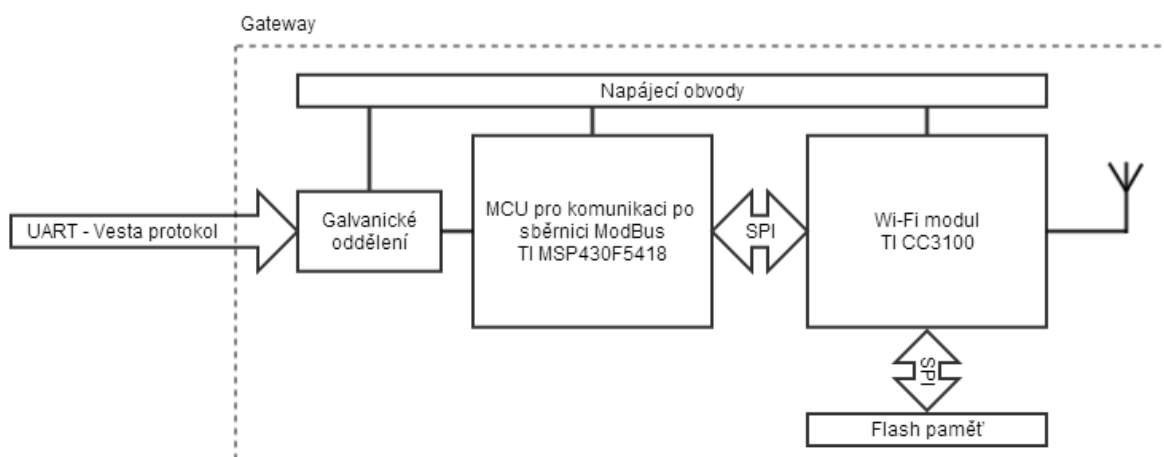 Gateway
Napájecí obvody
UART - Vesta protokol
Galvanické
oddělení
MCU pro komunikaci po
sběrnici ModBus
TI MSP430F5418
SPI
Wi-Fi modul
TI CC3100
SPI
Flash paměť